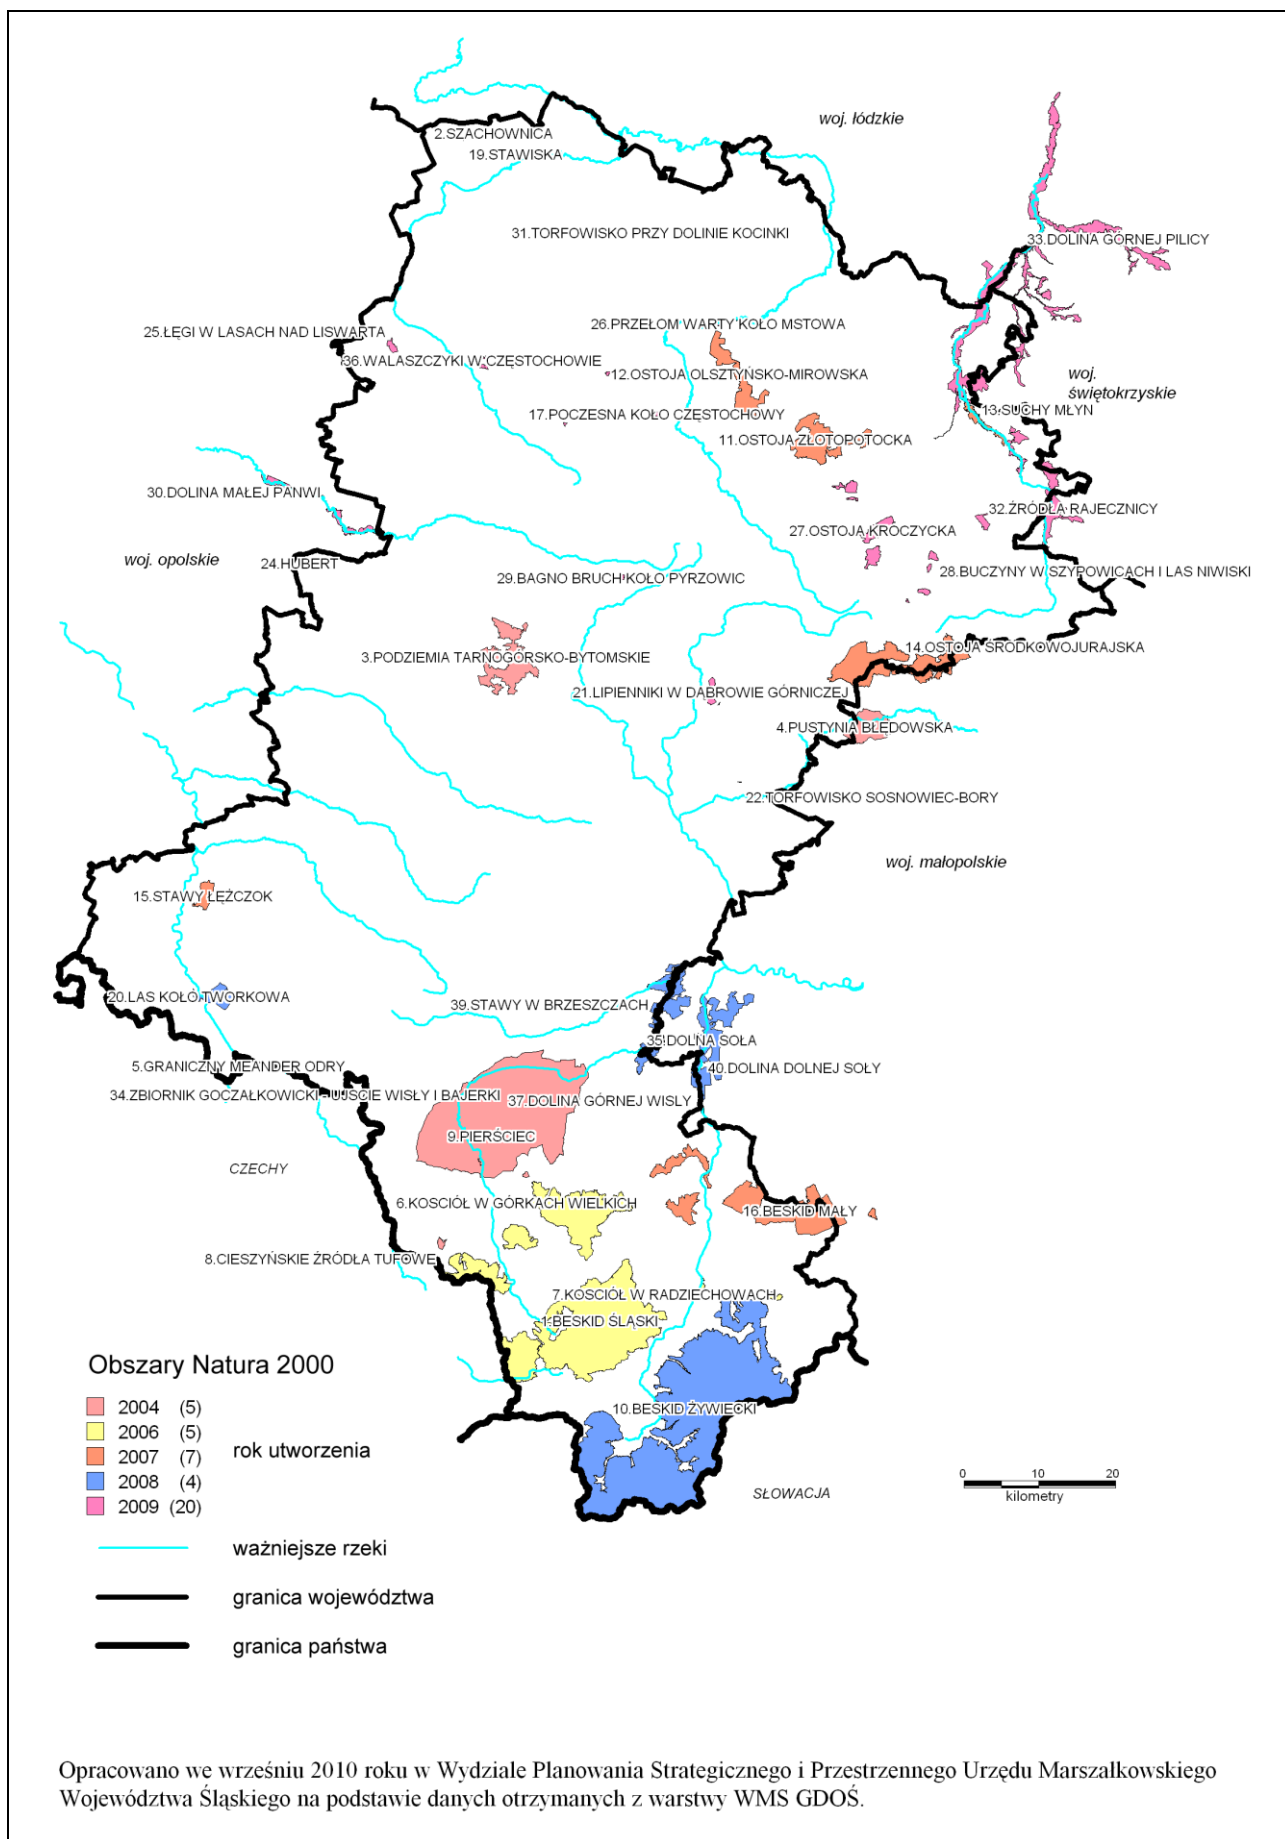 woj. łódzkie
2.SZACHOWNICA
19.STAWISKA
31.TORFOWISKO PRZY DOLINIE KOCINKI
33.DOLINA GÓRNEJ PILICY
25.ŁĘGI W LASACH NAD LISWARTA
26.PRZEŁOM WARTY KOŁO MSTOWA
36.WALASZCZYKI W CZĘSTOCHOWIE
12.OSTOJA OLSZTYŃSKO-MIROWSKA
woj.
świętokrzyskie
17.POCZESNA KOŁO CZĘSTOCHOWY
13.SUCHY MŁYN
11.OSTOJA ZŁOTOPOTOCKA
30.DOLINA MAŁEJ PANWI
32.ŹRÓDŁA RAJECZNICY
27.OSTOJA KROCZYCKA
woj. opolskie
24.HUBERT
29.BAGNO BRUCH KOŁO PYRZOWIC
28.BUCZYNY W SZYPOWICACH I LAS NIWISKI
14.OSTOJA ŚRODKOWOJURAJSKA
3.PODZIEMIA TARNOGÓRSKO-BYTOMSKIE
21.LIPIENNIKI W DĄBROWIE GÓRNICZEJ
4.PUSTYNIA BŁĘDOWSKA
22.TORFOWISKO SOSNOWIEC-BORY
woj. małopolskie
15.STAWY ŁĘŻCZOK
20.LAS KOŁO TWORKOWA
39.STAWY W BRZESZCZACH
35.DOLNA SOŁA
5.GRANICZNY MEANDER ODRY
40.DOLINA DOLNEJ SOŁY
34.ZBIORNIK GOCZAŁKOWICKI - UJŚCIE WISŁY I BAJERKI
37.DOLINA GÓRNEJ WISŁY
9.PIERŚCIEC
CZECHY
6.KOSCIÓŁ W GÓRKACH WIELKICH
16.BESKID MAŁY
8.CIESZYŃSKIE ŹRÓDŁA TUFOWE
7.KOSCIÓŁ W RADZIECHOWACH
1.BESKID ŚLĄSKI
10.BESKID ŻYWIECKI
SŁOWACJA
Obszary Natura 2000
2004 (5)
2006 (5)
2007 (7)
2008 (4)
2009 (20)
rok utworzenia
0 10 20
kilometry
ważniejsze rzeki
granica województwa
granica państwa
Opracowano we wrześniu 2010 roku w Wydziale Planowania Strategicznego i Przestrzennego Urzędu Marszałkowskiego
Województwa Śląskiego na podstawie danych otrzymanych z warstwy WMS GDOŚ.